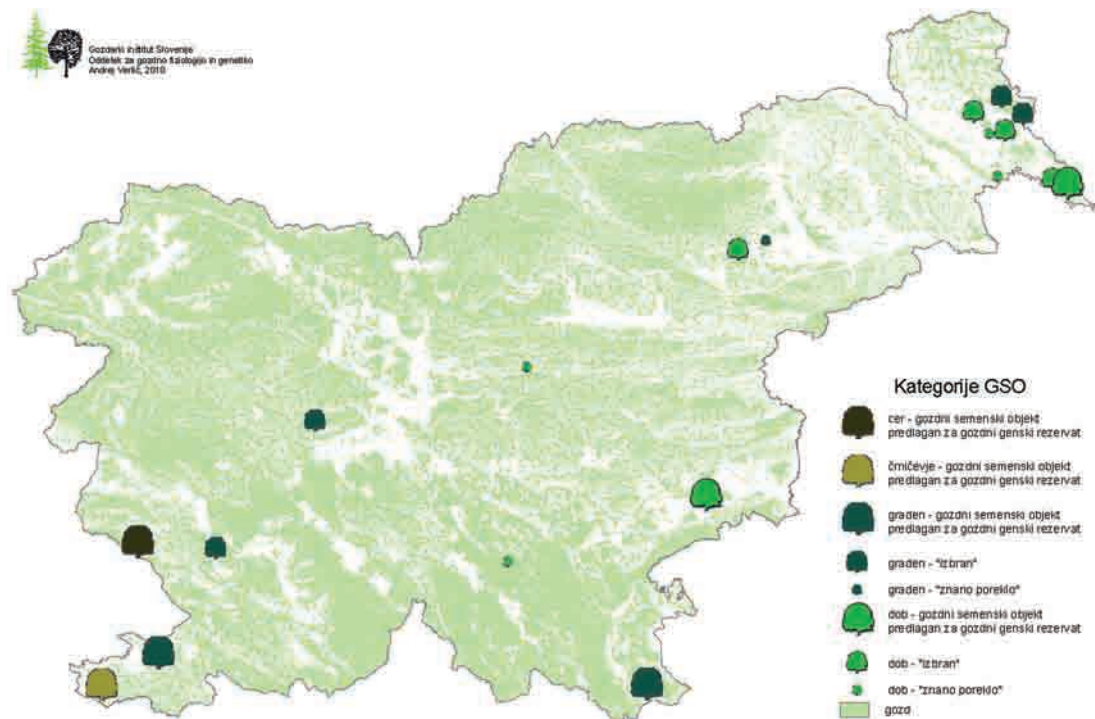 Gozdarski inštitut Slovenije
Oddelek za gozdno fiziologijo in genetiko
Andrej Verlič, 2010
Kategorije GSO
cer - gozdni semenski objekt
predlagan za gozdni genski rezervat
črničevje - gozdni semenski objekt
predlagan za gozdni genski rezervat
graden - gozdni semenski objekt
predlagan za gozdni genski rezervat
graden - "izbran"
graden - "znano poreklo"
dob - gozdni semenski objekt
predlagan za gozdni genski rezervat
dob - "izbran"
dob - "znano poreklo"
gozd